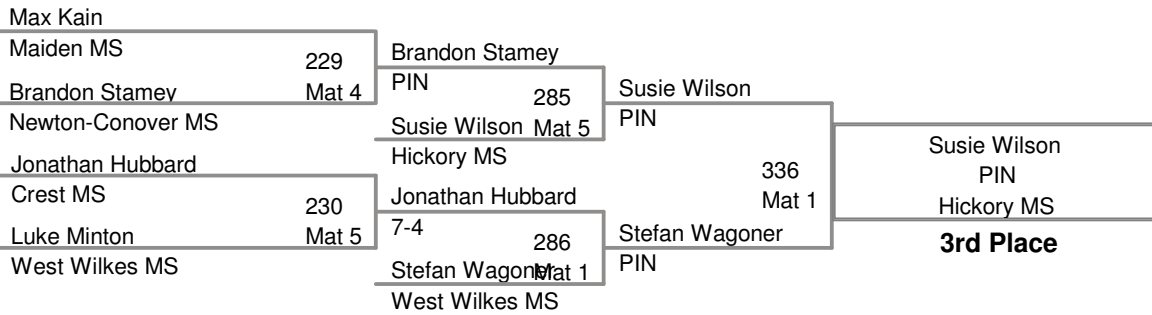 Max Kain
Maiden MS
229
Mat 4
Brandon Stamey
Newton-Conover MS
Jonathan Hubbard
Crest MS
230
Mat 5
Luke Minton
West Wilkes MS
Brandon Stamey
PIN
285
Mat 5
Susie Wilson
Hickory MS
Jonathan Hubbard
7-4
286
Mat 1
Stefan Wagoner
West Wilkes MS
Susie Wilson
PIN
336
Mat 1
Stefan Wagoner
PIN
Susie Wilson
PIN
Hickory MS
3rd Place